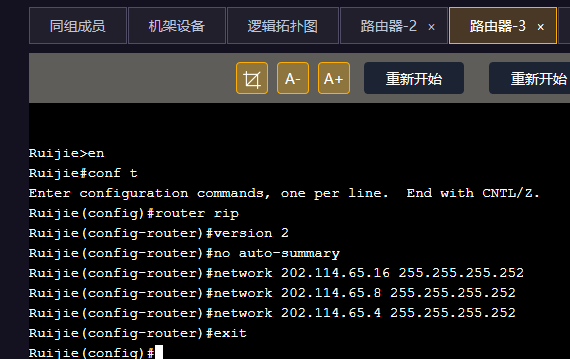 同组成员 机架设备 逻辑拓扑图 路由器-2 × 路由器-3 ×
A- A+ 重新开始 重新开始
Ruijie>en
Ruijie#conf t
Enter configuration commands, one per line.  End with CNTL/Z.
Ruijie(config)#router rip
Ruijie(config-router)#version 2
Ruijie(config-router)#no auto-summary
Ruijie(config-router)#network 202.114.65.16 255.255.255.252
Ruijie(config-router)#network 202.114.65.8 255.255.255.252
Ruijie(config-router)#network 202.114.65.4 255.255.255.252
Ruijie(config-router)#exit
Ruijie(config)#